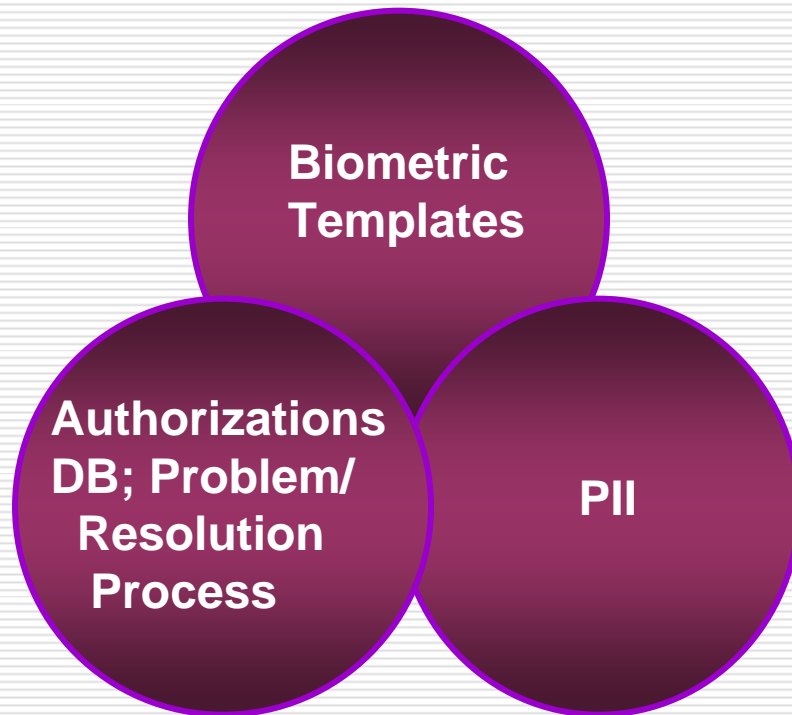 Biometric
Templates
Authorizations
DB; Problem/
Resolution
Process
PII